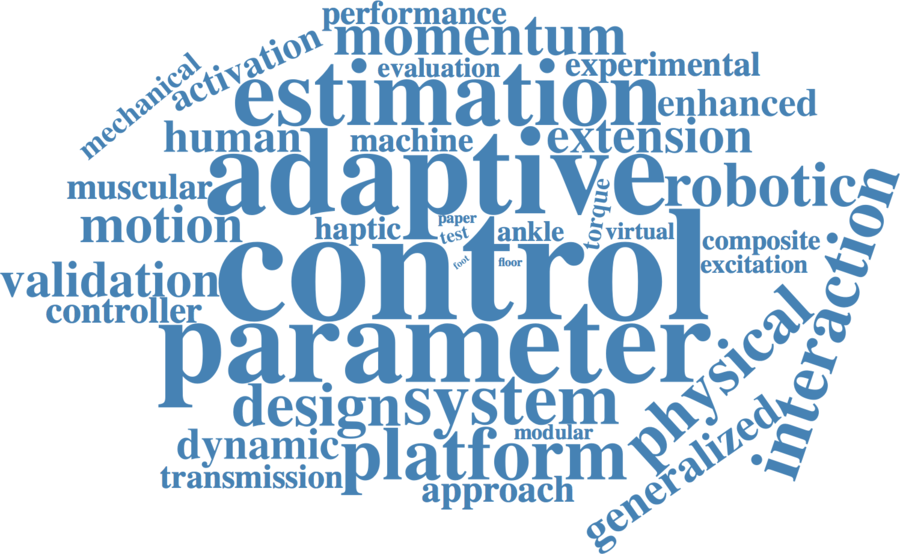 performance
momentum
mechanical
activation
evaluation
experimental
estimation
enhanced
human
machine
extension
adaptive
muscular
robotic
motion
haptic
paper
test
ankle
torque
virtual
composite
foot
floor
excitation
validation
control
controller
interaction
parameter
physical
design
system
modular
generalized
dynamic
platform
transmission
approach